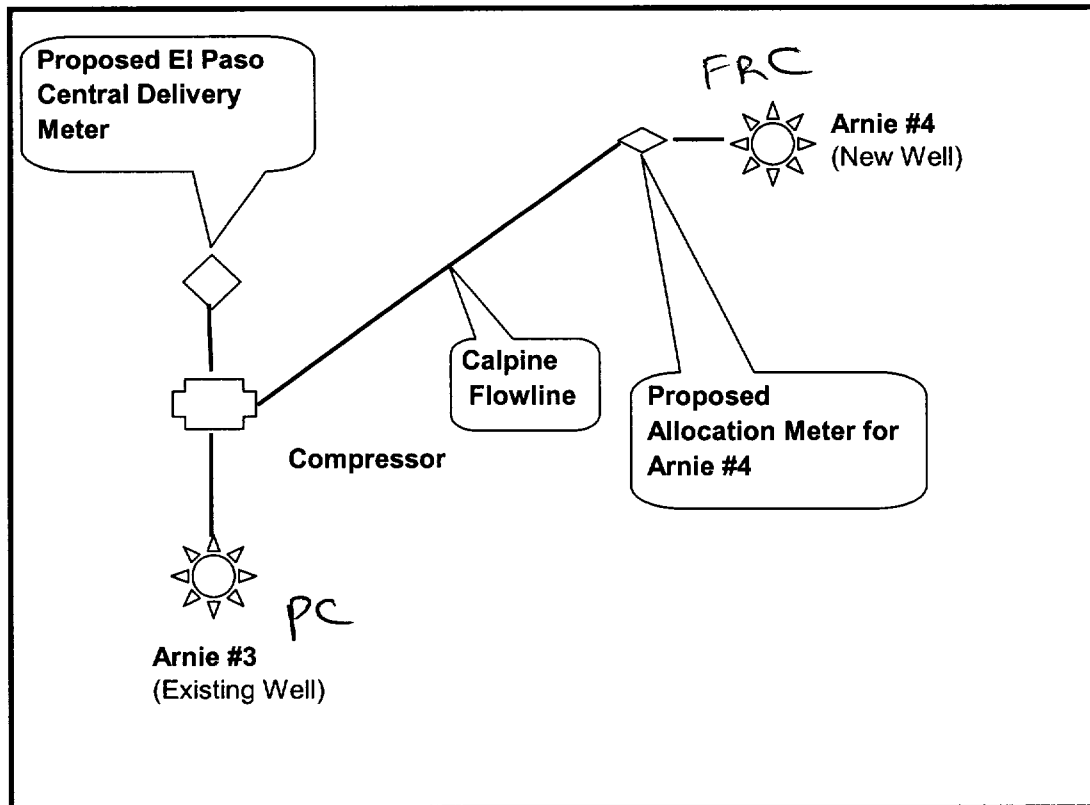 Proposed El Paso
Central Delivery
Meter
FRC
Arnie #4
(New Well)
Calpine
Flowline
Proposed
Allocation Meter for
Arnie #4
Compressor
PC
Arnie #3
(Existing Well)